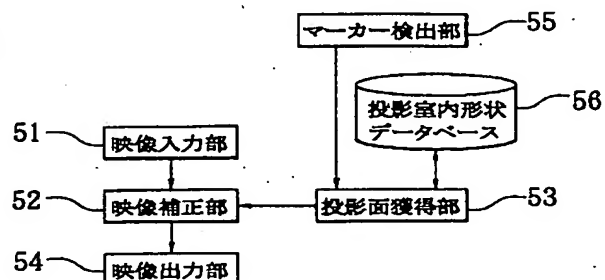 マーカー検出部
55
投影室内形状
データベース
56
51
映像入力部
52
映像補正部
投影面獲得部
53
54
映像出力部